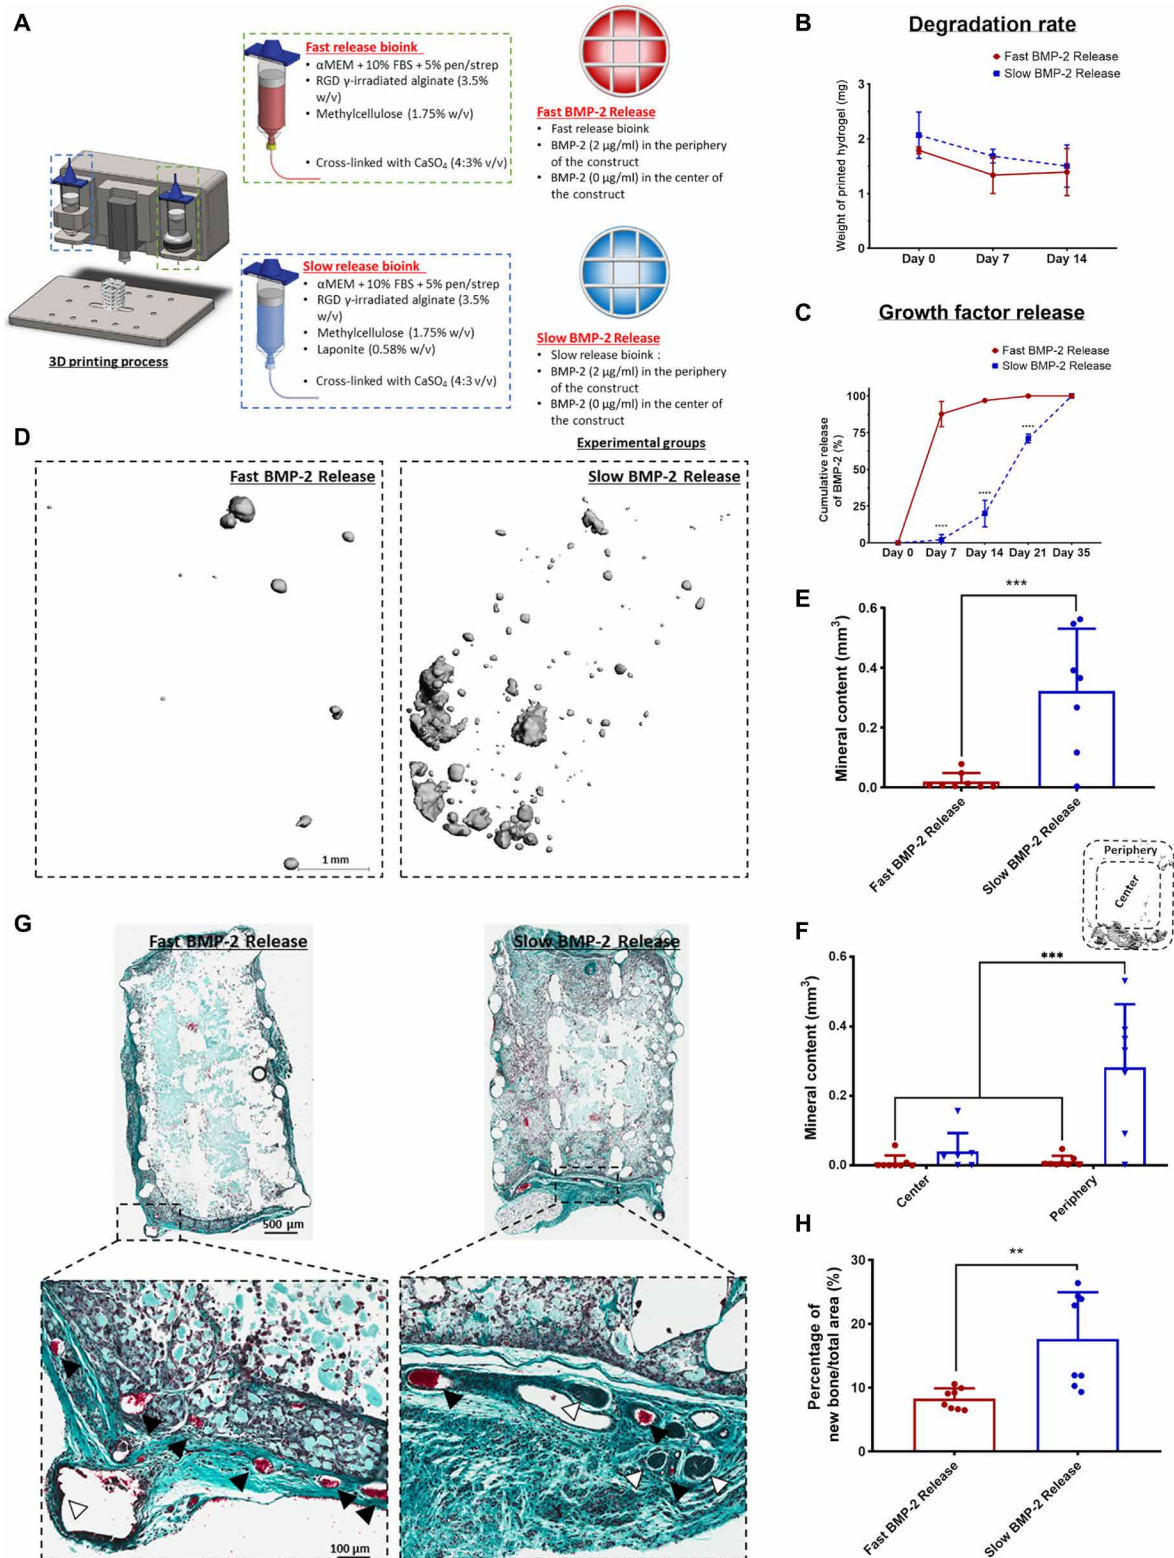 A
Fast release bioink
• αMEM + 10% FBS + 5% pen/strep
• RGD γ-irradiated alginate (3.5%
w/v)
• Methylcellulose (1.75% w/v)
• Cross-linked with CaSO₄ (4:3% v/v)
Fast BMP-2 Release
• Fast release bioink
• BMP-2 (2 µg/ml) in the periphery
of the construct
• BMP-2 (0 µg/ml) in the center of
the construct
Slow release bioink
• αMEM + 10% FBS + 5% pen/strep
• RGD γ-irradiated alginate (3.5%
w/v)
• Methylcellulose (1.75% w/v)
• Laponite (0.58% w/v)
• Cross-linked with CaSO₄ (4:3 v/v)
Slow BMP-2 Release
• Slow release bioink :
• BMP-2 (2 µg/ml) in the periphery
of the construct
• BMP-2 (0 µg/ml) in the center of
the construct
3D printing process
Experimental groups
B
Degradation rate
Fast BMP-2 Release
Slow BMP-2 Release
Weight of printed hydrogel (mg)
3
2
1
0
Day 0 Day 7 Day 14
C
Growth factor release
Fast BMP-2 Release
Slow BMP-2 Release
Cumulative release
of BMP-2 (%)
100
75
50
25
0
****
****
****
Day 0 Day 7 Day 14 Day 21 Day 35
D
Fast BMP-2 Release
1 mm
Slow BMP-2 Release
E
Mineral content (mm³)
0.6
0.4
0.2
0.0
***
Fast BMP-2 Release
Slow BMP-2 Release
Periphery
Center
F
Mineral content (mm³)
0.6
0.4
0.2
0.0
***
Center
Periphery
G
Fast BMP-2 Release
500 µm
Slow BMP-2 Release
100 µm
H
Percentage of
new bone/total area (%)
30
20
10
0
**
Fast BMP-2 Release
Slow BMP-2 Release